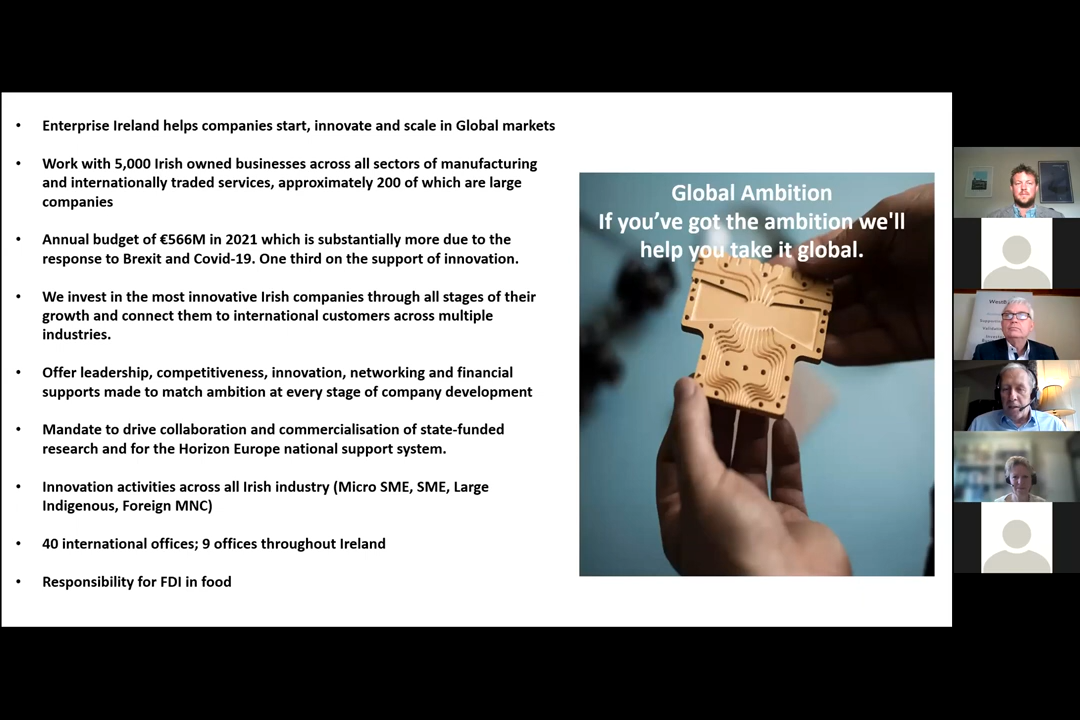 • Enterprise Ireland helps companies start, innovate and scale in Global markets
• Work with 5,000 Irish owned businesses across all sectors of manufacturing
and internationally traded services, approximately 200 of which are large
companies
• Annual budget of €566M in 2021 which is substantially more due to the
response to Brexit and Covid-19. One third on the support of innovation.
• We invest in the most innovative Irish companies through all stages of their
growth and connect them to international customers across multiple
industries.
• Offer leadership, competitiveness, innovation, networking and financial
supports made to match ambition at every stage of company development
• Mandate to drive collaboration and commercialisation of state-funded
research and for the Horizon Europe national support system.
• Innovation activities across all Irish industry (Micro SME, SME, Large
Indigenous, Foreign MNC)
• 40 international offices; 9 offices throughout Ireland
• Responsibility for FDI in food
Global Ambition
If you've got the ambition we'll
help you take it global.